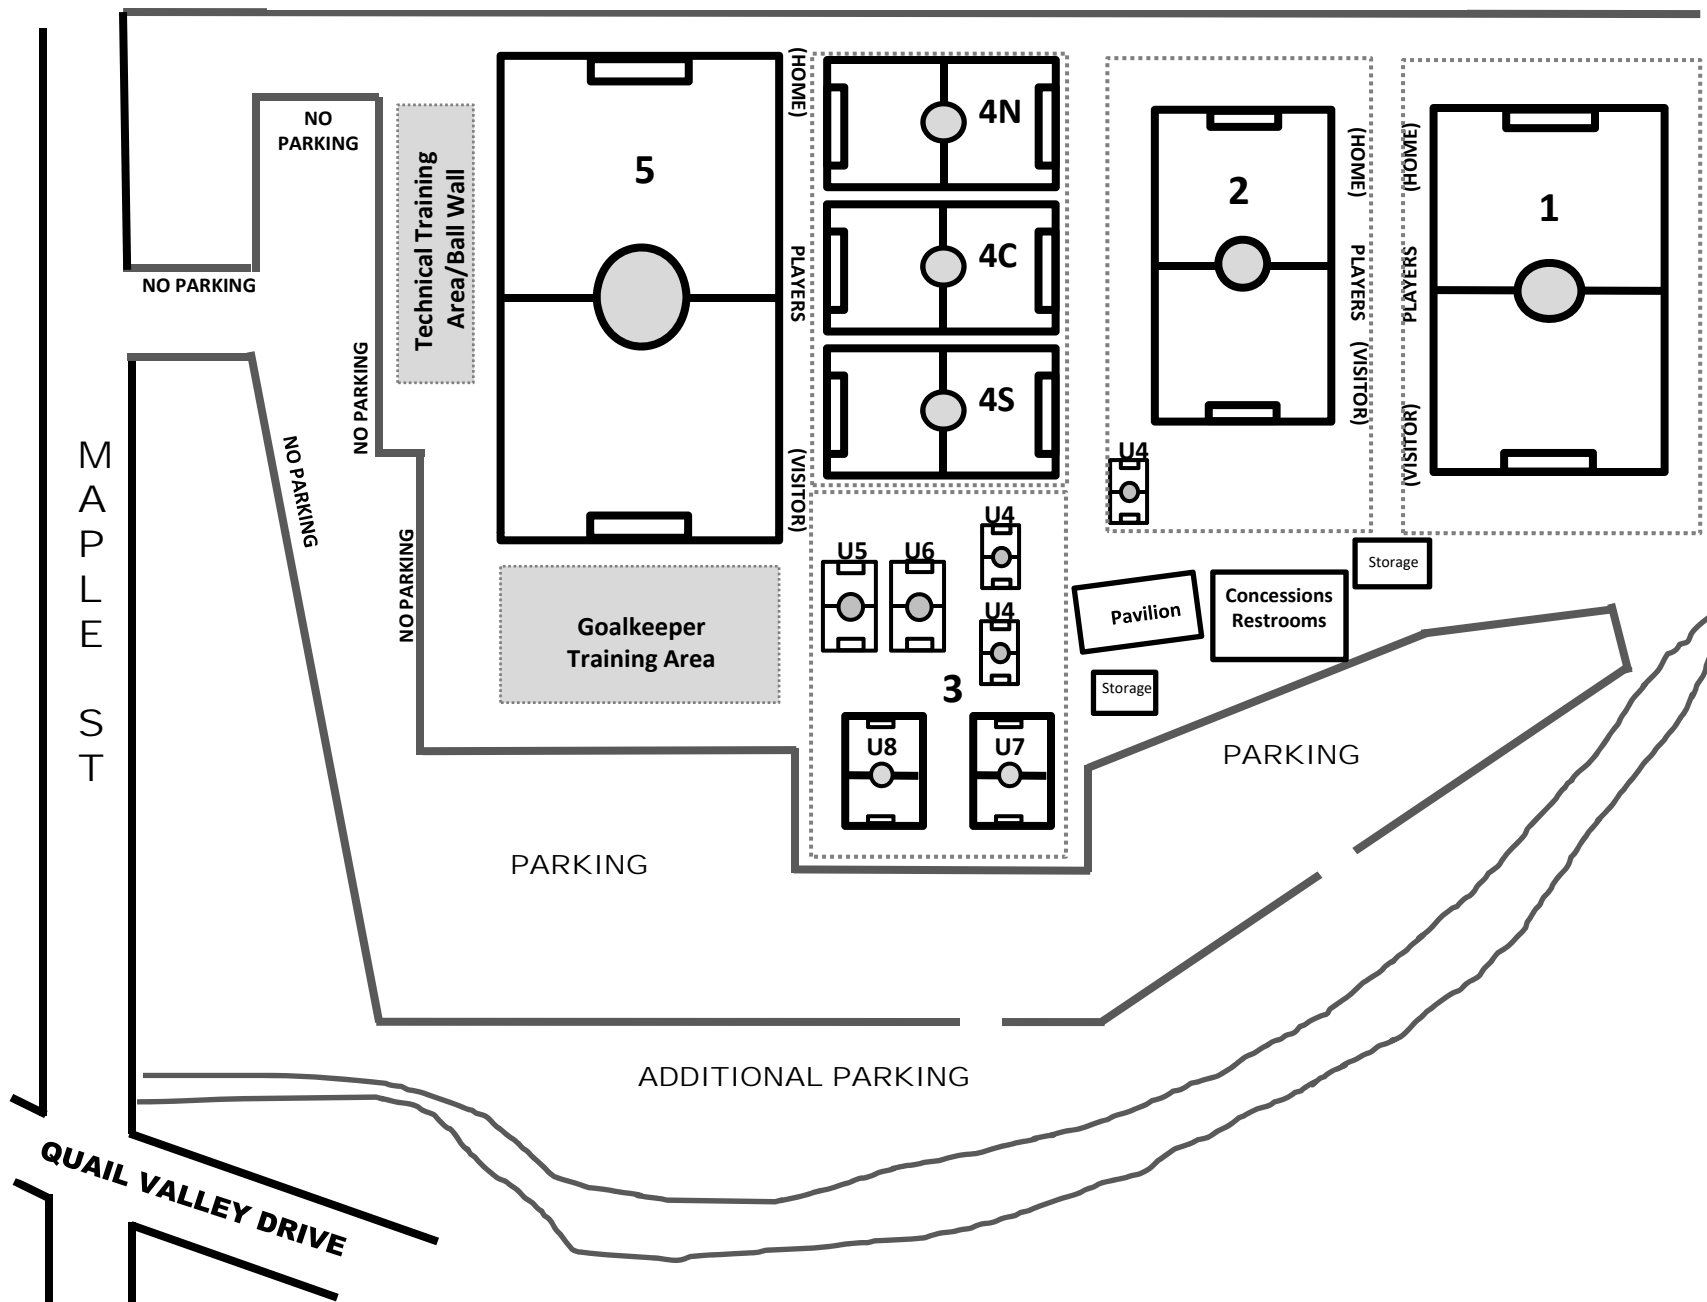 NO
PARKING
NO PARKING
NO PARKING
NO PARKING
NO PARKING
MAPLE ST
Technical Training
Area/Ball Wall
5
(HOME)
PLAYERS
(VISITOR)
4N
4C
4S
2
(HOME)
PLAYERS
(VISITOR)
(HOME)
PLAYERS
(VISITOR)
1
U4
U4
U5
U6
U4
3
U8
U7
Goalkeeper
Training Area
Storage
Pavilion
Concessions
Restrooms
Storage
PARKING
PARKING
ADDITIONAL PARKING
QUAIL VALLEY DRIVE